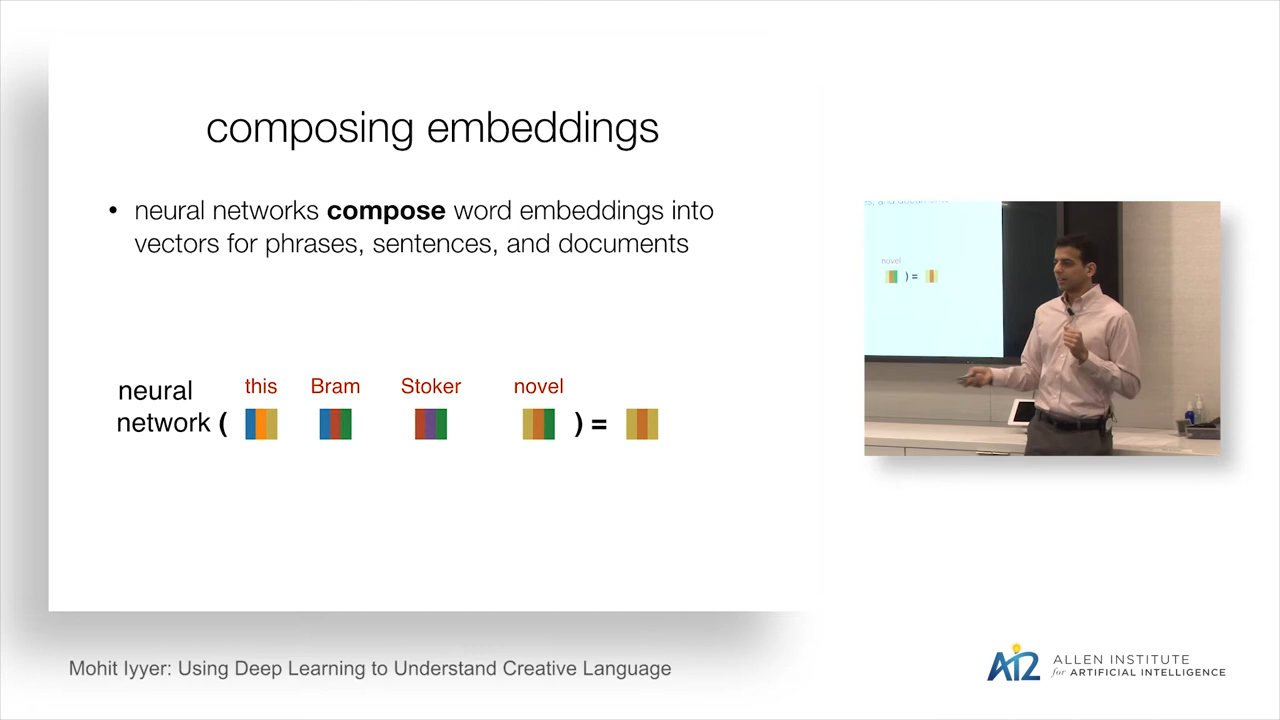 composing embeddings
• neural networks compose word embeddings into
vectors for phrases, sentences, and documents
this Bram Stoker novel
neural
network ( ) =
novel
) =
Mohit Iyyer: Using Deep Learning to Understand Creative Language
AI2
ALLEN INSTITUTE
for ARTIFICIAL INTELLIGENCE